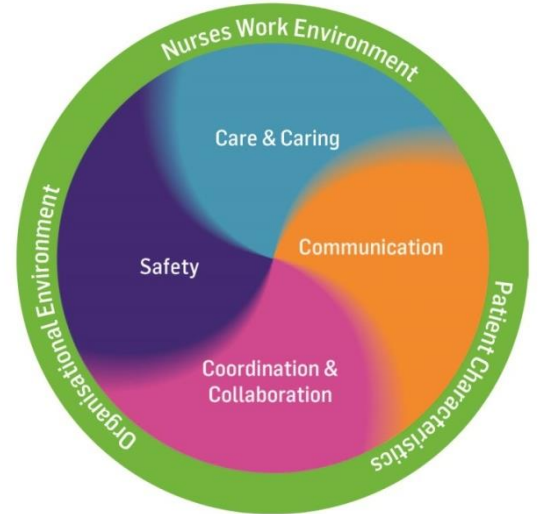 Nurses Work Environment
Care & Caring
Communication
Safety
Coordination &
Collaboration
Organisational Environment
Patient Characteristics